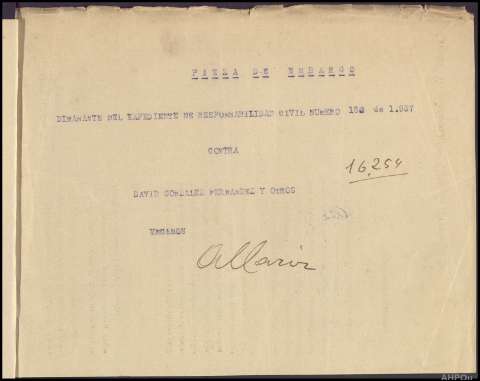 PIEZA DE EMBARGO
DIMANANTE DEL EXPEDIENTE DE RESPONSABILIDAD CIVIL NUMERO de 1.937
CONTRA
16,254
DAVID GONZALEZ FERNANDEZ Y OTROS
VECINOS
Allariz
AHPOu